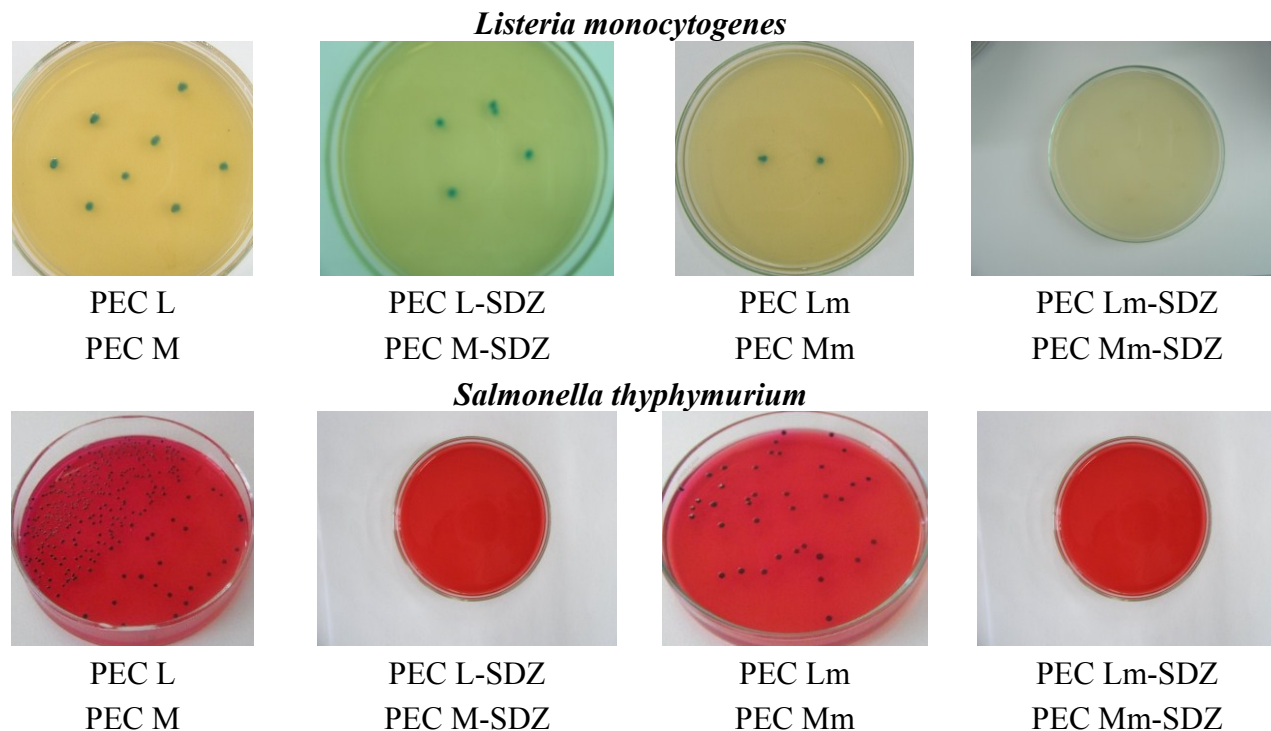 Listeria monocytogenes
PEC L PEC L-SDZ PEC Lm PEC Lm-SDZ
PEC M PEC M-SDZ PEC Mm PEC Mm-SDZ
Salmonella thyphymurium
PEC L PEC L-SDZ PEC Lm PEC Lm-SDZ
PEC M PEC M-SDZ PEC Mm PEC Mm-SDZ